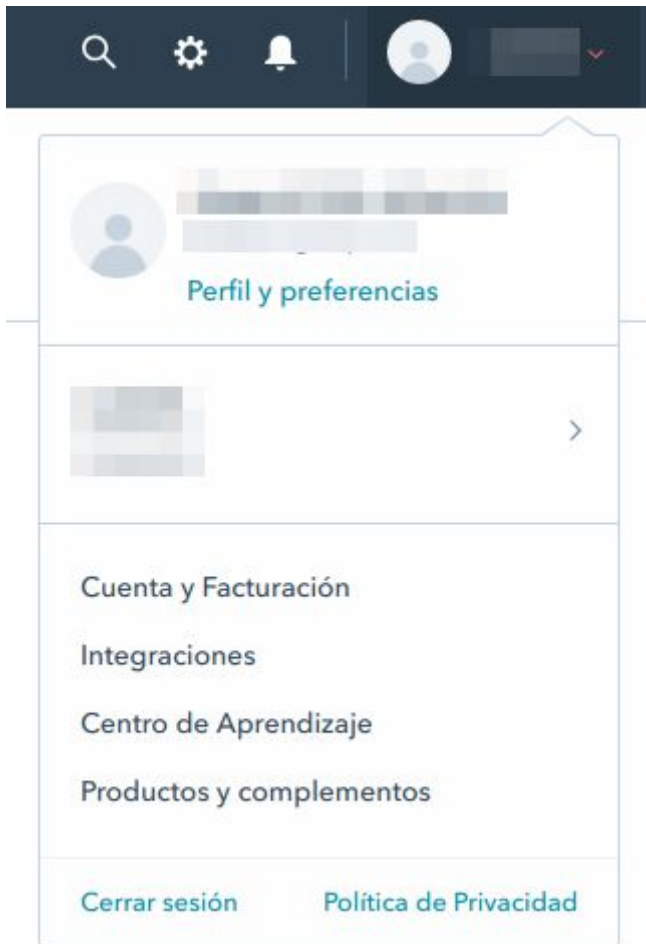 Perfil y preferencias
Cuenta y Facturación
Integraciones
Centro de Aprendizaje
Productos y complementos
Cerrar sesión Política de Privacidad